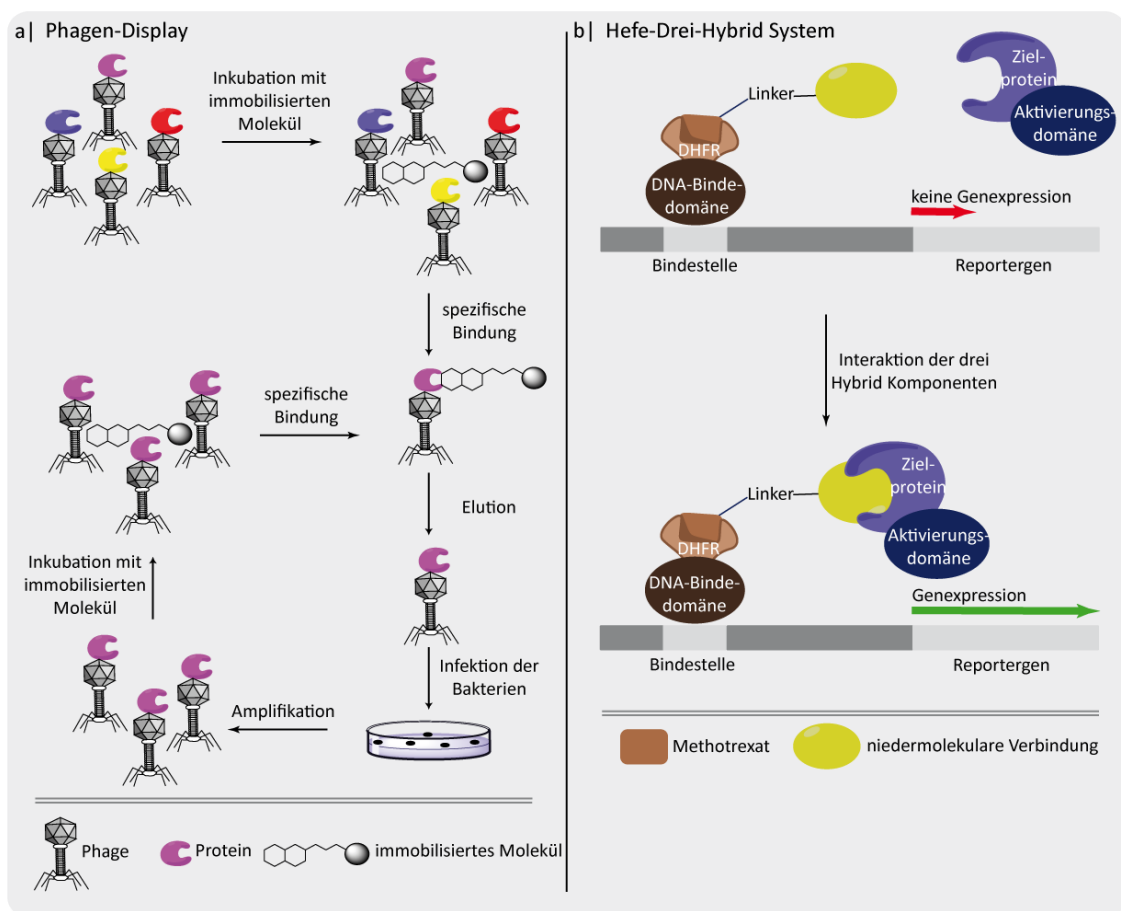 a| Phagen-Display
Inkubation mit
immobilisierten
Molekül
spezifische
Bindung
spezifische
Bindung
Elution
Inkubation mit
immobilisierten
Molekül
Infektion der
Bakterien
Amplifikation
Phage
Protein
immobilisiertes Molekül
b| Hefe-Drei-Hybrid System
Ziel-
protein
Aktivierungs-
domäne
Linker
DHFR
DNA-Binde-
domäne
keine Genexpression
Bindestelle
Reportergen
Interaktion der drei
Hybrid Komponenten
Ziel-
protein
Linker
Aktivierungs-
domäne
DHFR
DNA-Binde-
domäne
Genexpression
Bindestelle
Reportergen
Methotrexat
niedermolekulare Verbindung